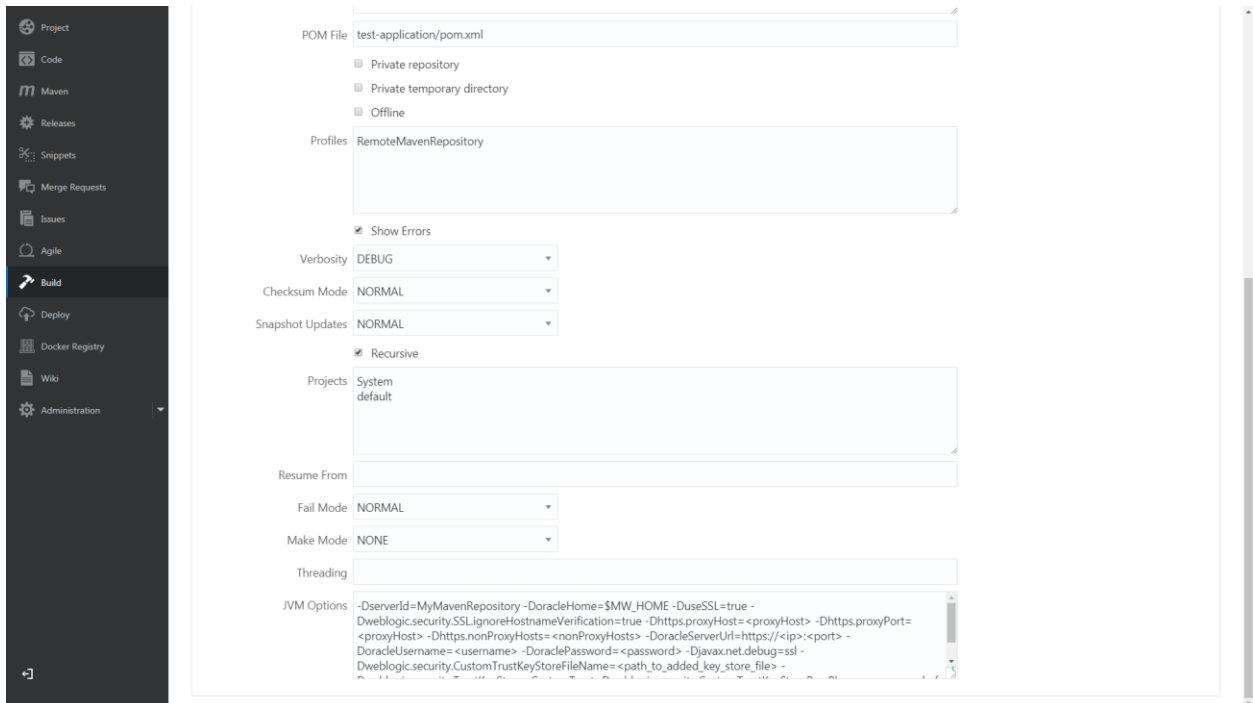 Project
Code
Maven
Releases
Snippets
Merge Requests
Issues
Agile
Build
Deploy
Docker Registry
Wiki
Administration
POM File test-application/pom.xml
Private repository
Private temporary directory
Offline
Profiles RemoteMavenRepository
Show Errors
Verbosity DEBUG
Checksum Mode NORMAL
Snapshot Updates NORMAL
Recursive
Projects System
default
Resume From
Fail Mode NORMAL
Make Mode NONE
Threading
JVM Options -DserverId=MyMavenRepository -DoracleHome=$MW_HOME -DuseSSL=true -
Dweblogic.security.SSL.ignoreHostnameVerification=true -Dhttps.proxyHost=<proxyHost> -Dhttps.proxyPort=
<proxyHost> -Dhttps.nonProxyHosts=<nonProxyHosts> -DoracleServerUrl=https://<ip>:<port> -
DoracleUsername=<username> -DoraclePassword=<password> -Djavax.net.debug=ssl -
Dweblogic.security.CustomTrustKeyStoreFileName=<path_to_added_key_store_file> -